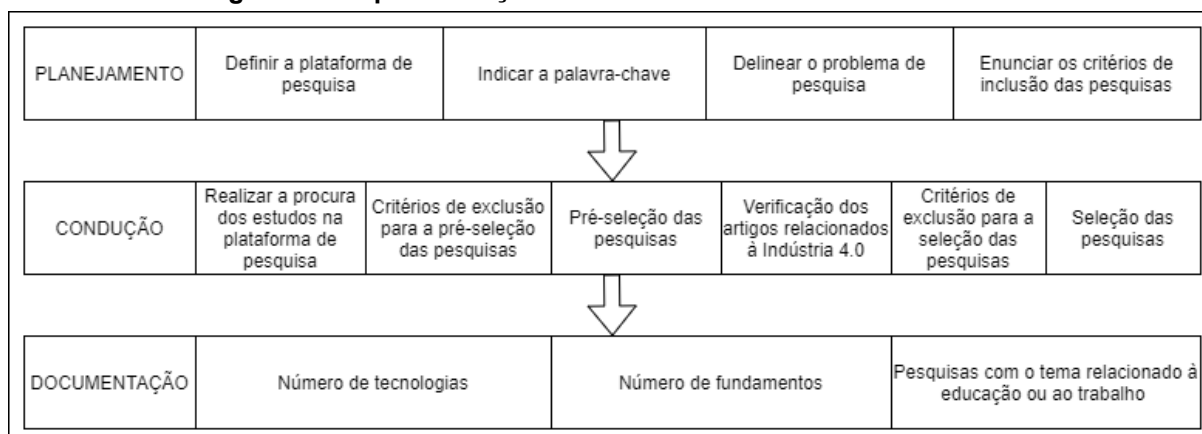 PLANEJAMENTO
Definir a plataforma de
pesquisa
Indicar a palavra-chave
Delinear o problema de
pesquisa
Enunciar os critérios de
inclusão das pesquisas
CONDUÇÃO
Realizar a procura
dos estudos na
plataforma de
pesquisa
Critérios de exclusão
para a pré-seleção
das pesquisas
Pré-seleção das
pesquisas
Verificação dos
artigos relacionados
à Indústria 4.0
Critérios de
exclusão para a
seleção das
pesquisas
Seleção das
pesquisas
DOCUMENTAÇÃO
Número de tecnologias
Número de fundamentos
Pesquisas com o tema relacionado à
educação ou ao trabalho